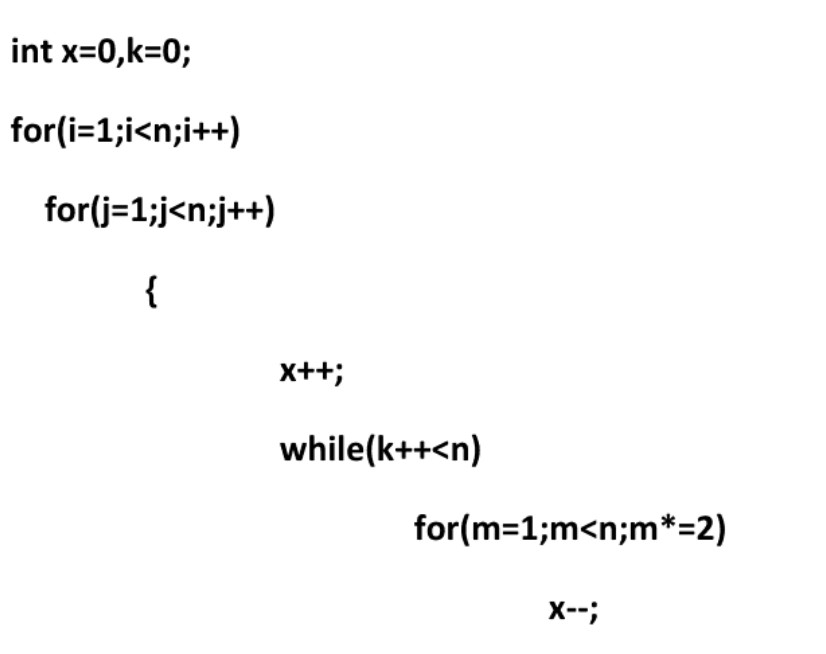 int x=0,k=0;
for(i=1;i<n;i++)
for(j=1;j<n;j++)
{
x++;
while(k++<n)
for(m=1;m<n;m*=2)
x--;